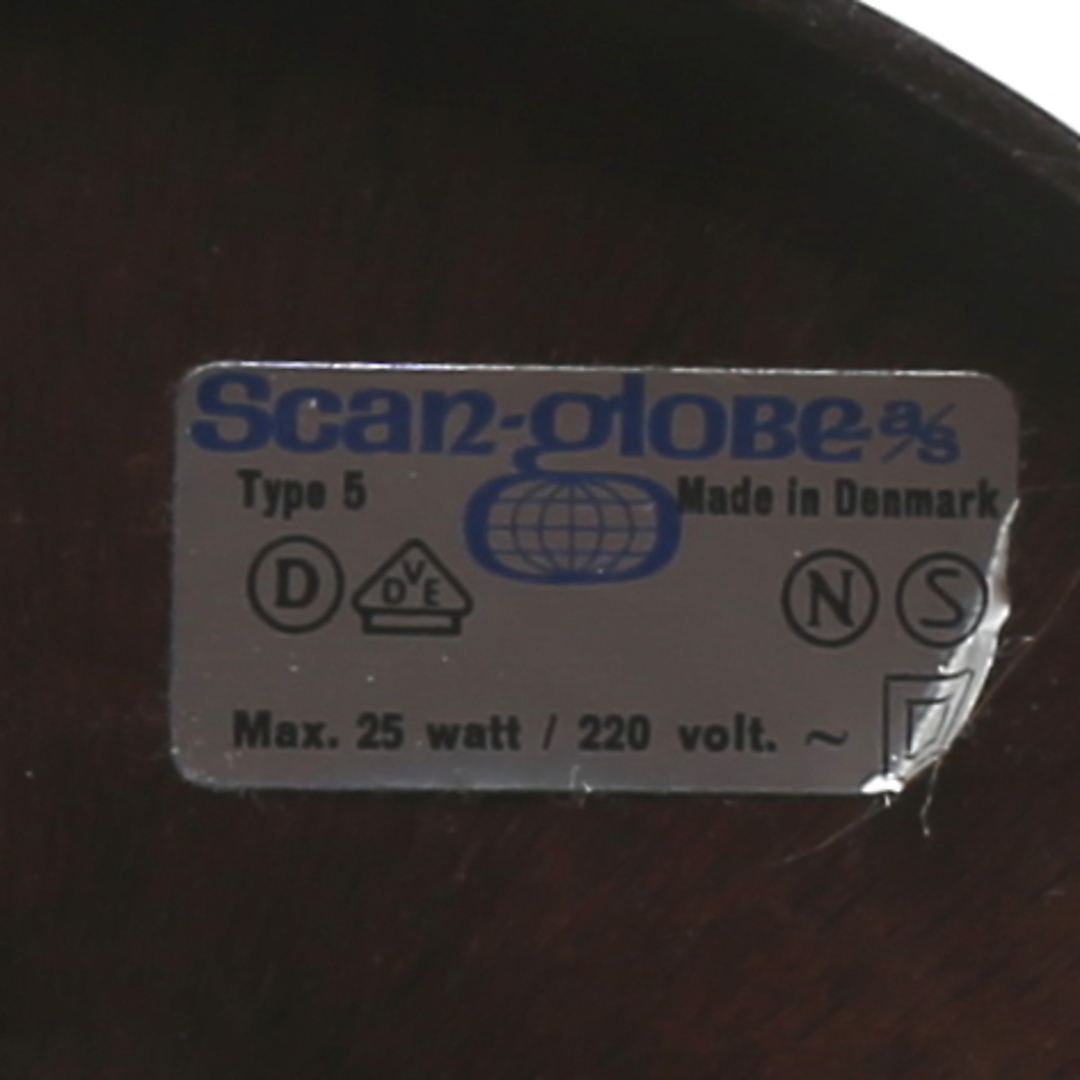 Scan-globe a/s
Type 5
Made in Denmark
D
DVE
N
S
Max. 25 watt / 220 volt. ~